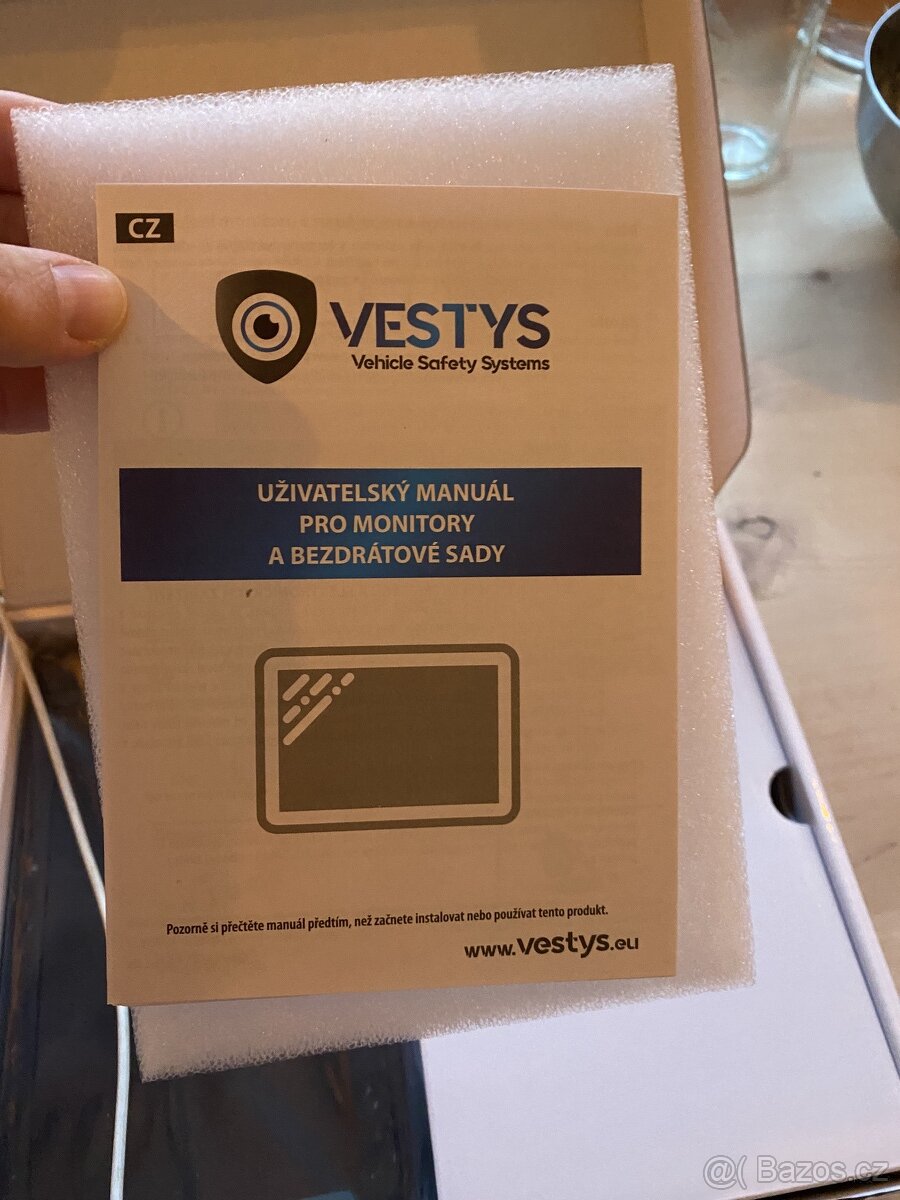 CZ
VESTYS
Vehicle Safety Systems
UŽIVATELSKÝ MANUÁL
PRO MONITORY
A BEZDRÁTOVÉ SADY
Pozorně si přečtěte manuál předtím, než začnete instalovat nebo používat tento produkt.
www.vestys.eu
@( Bazos.cz